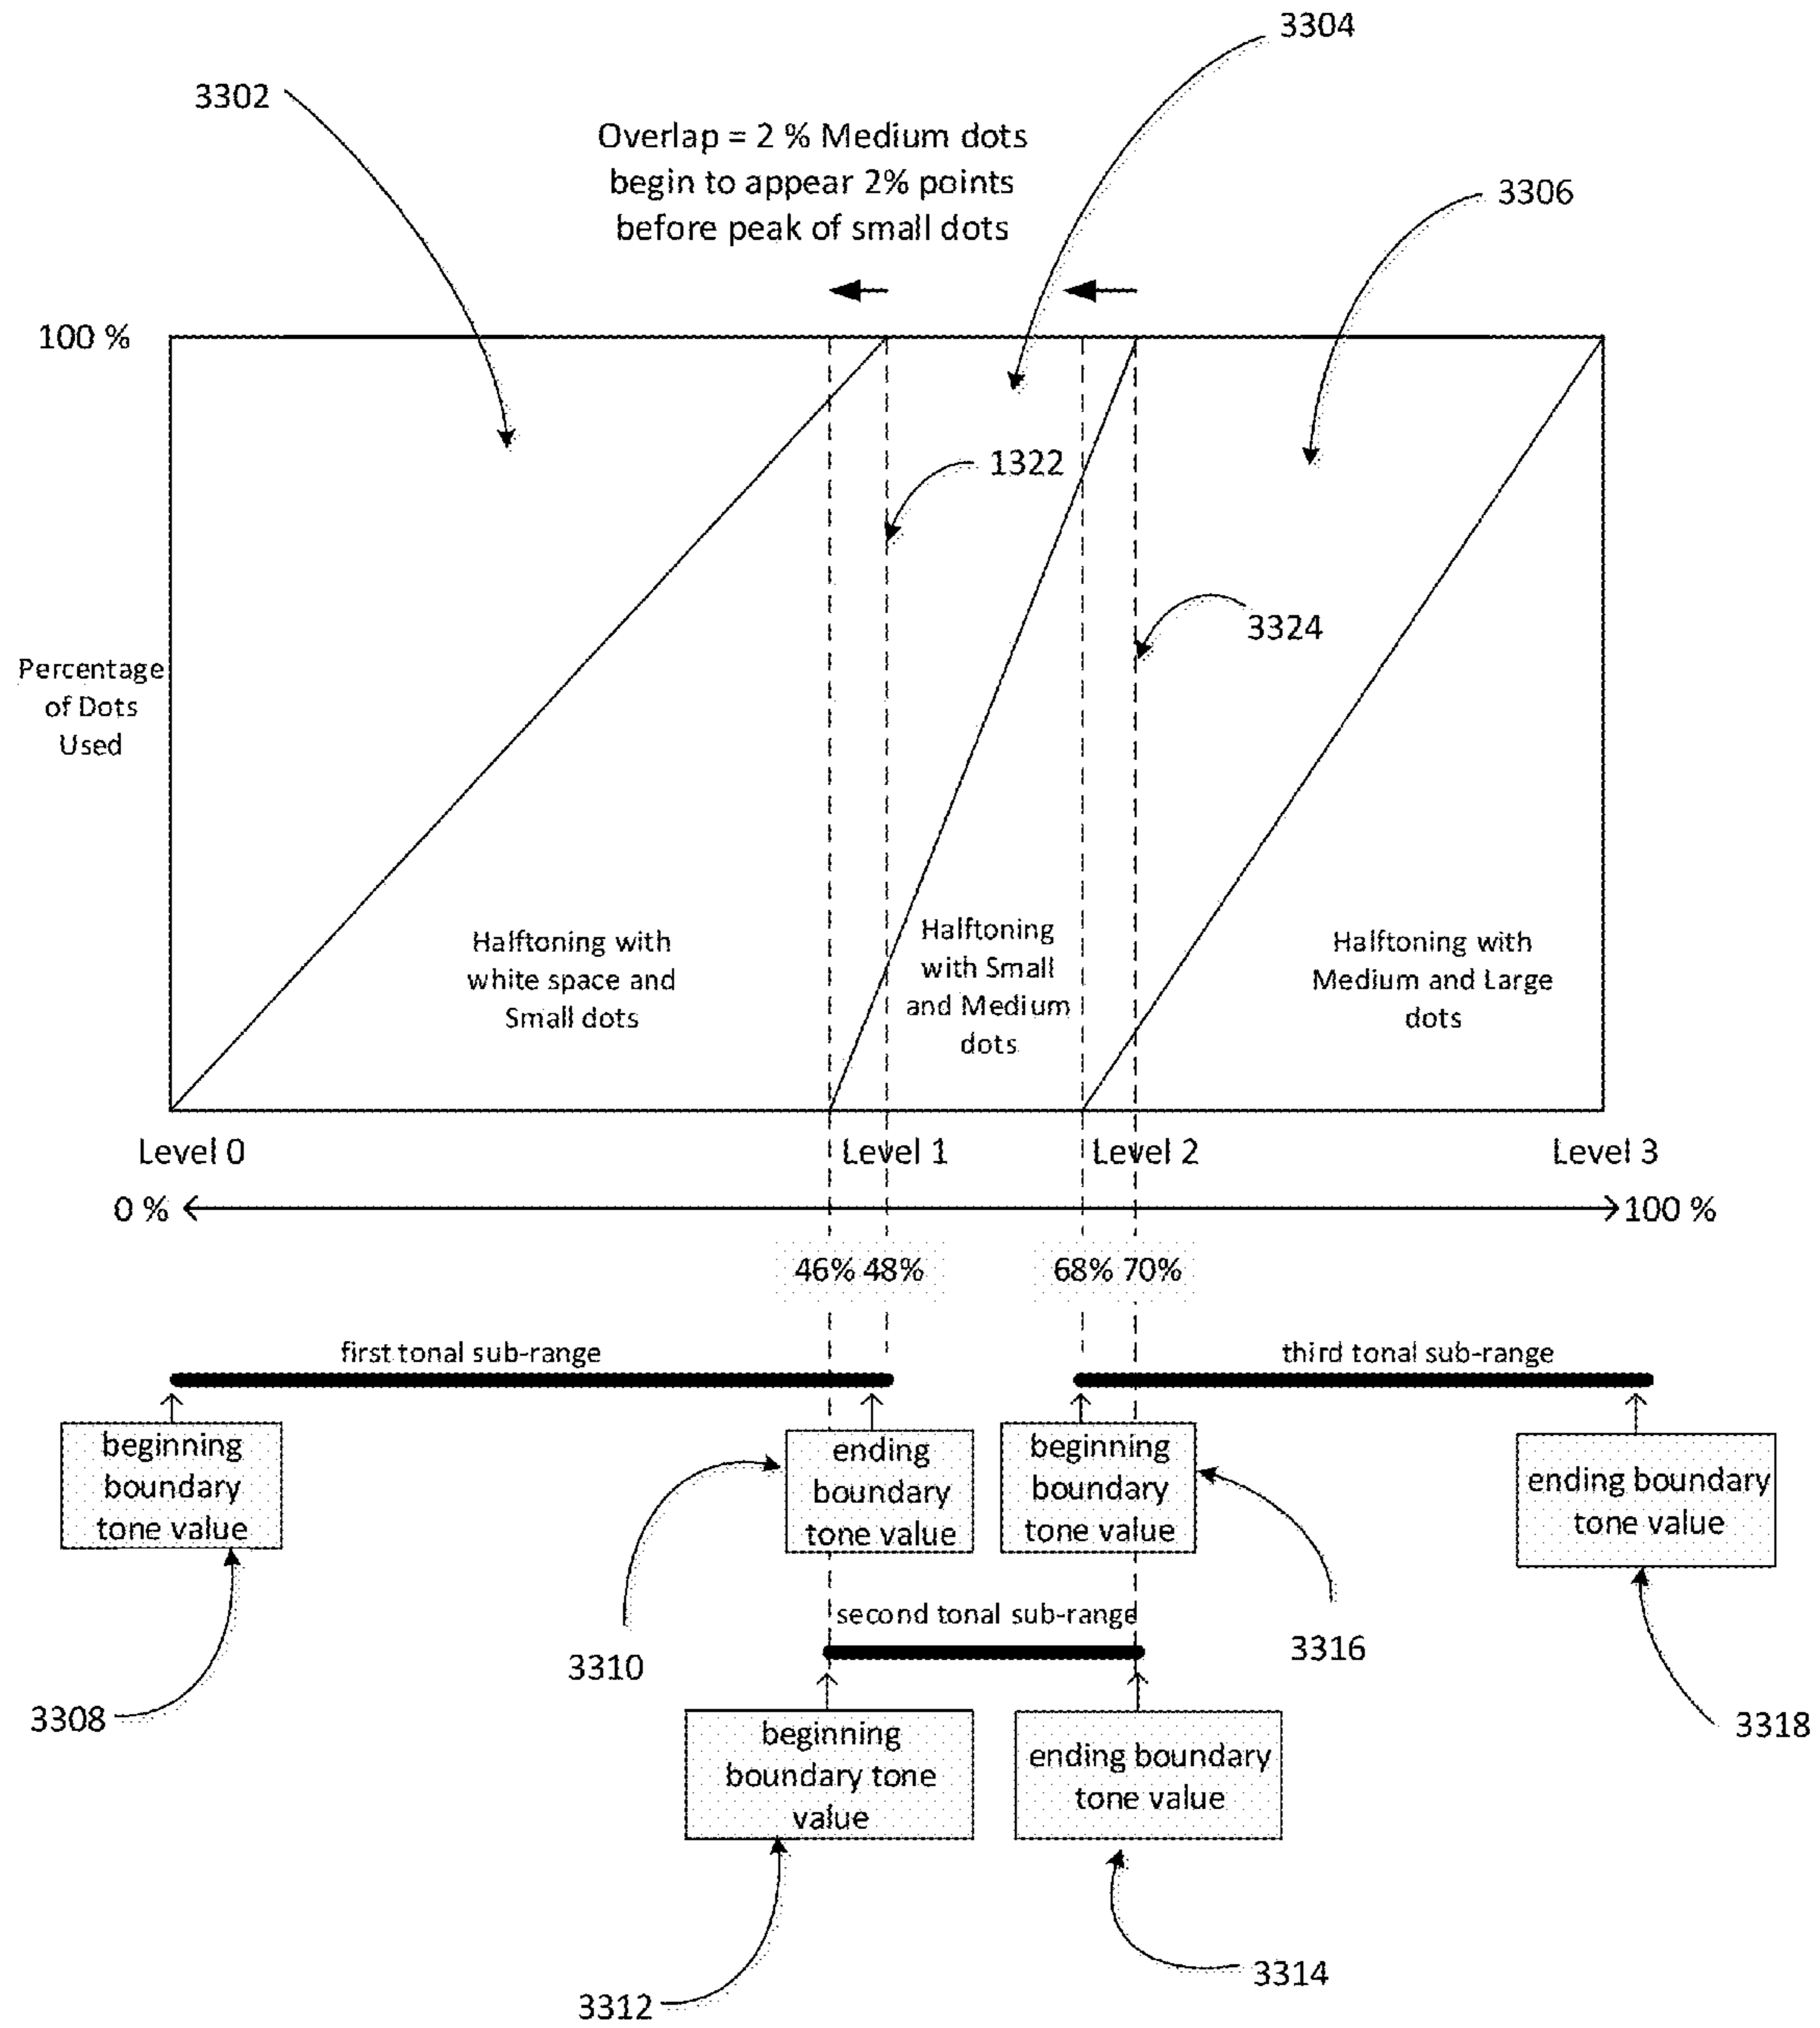 3304
3302
Overlap = 2 % Medium dots
begin to appear 2% points
before peak of small dots
3306
100 %
1322
3324
Percentage
of Dots
Used
Halftoning with
white space and
Small dots
Halftoning
with Small
and Medium
dots
Halftoning with
Medium and Large
dots
Level 0
Level 1
Level 2
Level 3
0 %
100 %
46% 48%
68% 70%
first tonal sub-range
third tonal sub-range
beginning
boundary
tone value
ending
boundary
tone value
beginning
boundary
tone value
ending boundary
tone value
second tonal sub-range
3310
3316
3308
3318
beginning
boundary tone
value
ending boundary
tone value
3314
3312